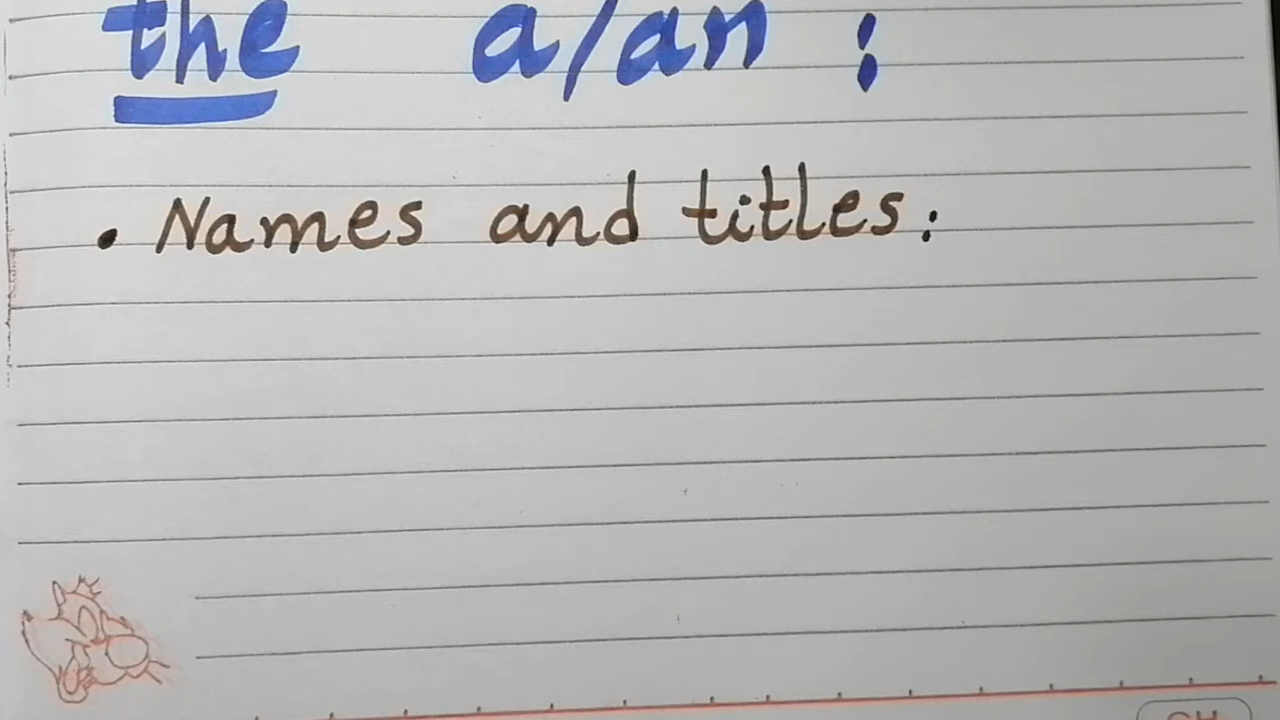 the a/an :
• Names and titles: